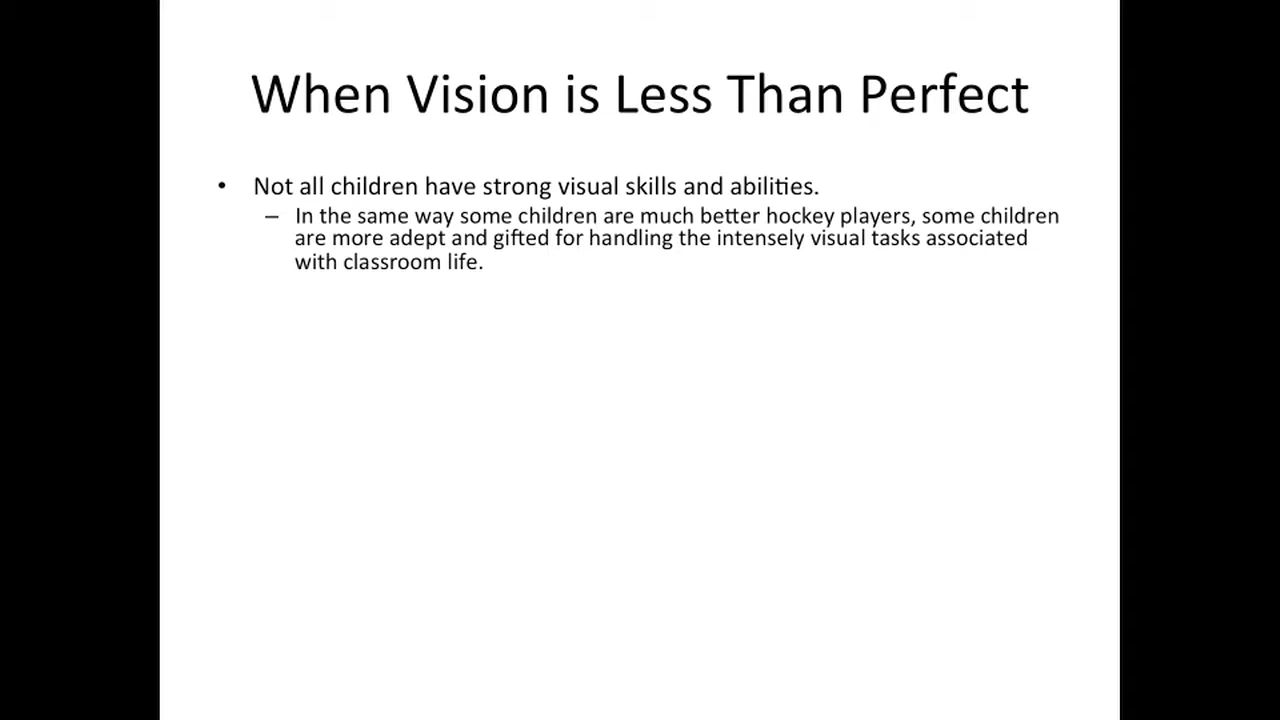 When Vision is Less Than Perfect
• Not all children have strong visual skills and abilities.
– In the same way some children are much better hockey players, some children
are more adept and gifted for handling the intensely visual tasks associated
with classroom life.